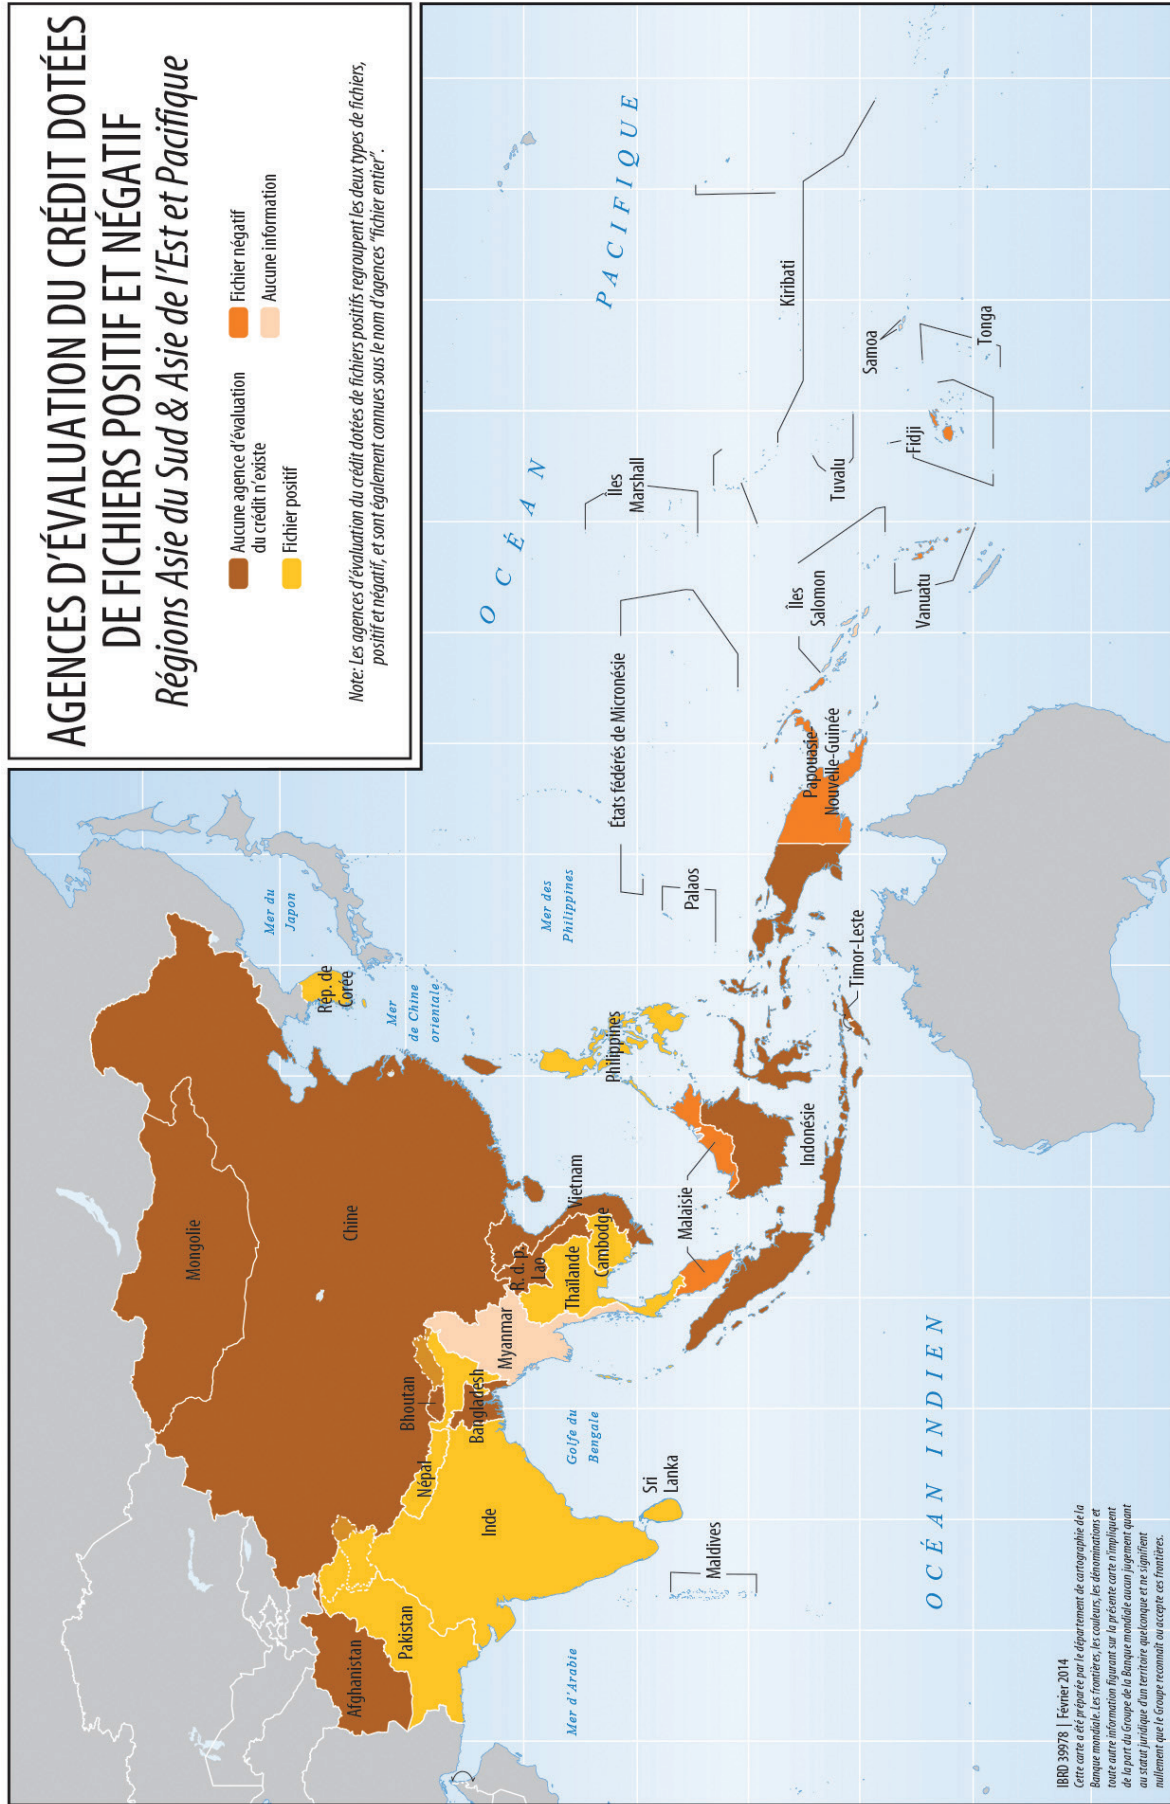 AGENCES D'ÉVALUATION DU CRÉDIT DOTÉES
DE FICHIERS POSITIF ET NÉGATIF
Régions Asie du Sud & Asie de l'Est et Pacifique
Aucune agence d'évaluation
du crédit n'existe
Fichier positif
Fichier négatif
Aucune information
Note: Les agences d'évaluation du crédit dotées de fichiers positifs regroupent les deux types de fichiers,
positif et négatif, et sont également connues sous le nom d'agences "fichier entier".
Mongolie
Chine
Rép. de
Corée
Mer du
Japon
Mer
de Chine
orientale
Mer des
Philippines
OCÉAN
PACIFIQUE
Afghanistan
Pakistan
Népal
Bhoutan
Inde
Bangladesh
Myanmar
R. d. p.
Lao
Vietnam
Thaïlande
Cambodge
Philippines
Mer d'Arabie
Golfe du
Bengale
Sri
Lanka
Maldives
Malaisie
Indonésie
Timor-Leste
Palaos
États fédérés de Micronésie
Îles
Marshall
Papouasie-
Nouvelle-Guinée
Îles
Salomon
Kiribati
Tuvalu
Vanuatu
Fidji
Samoa
Tonga
OCÉAN INDIEN
IBRD 39978 | Février 2014
Cette carte a été préparée par le département de cartographie de la
Banque mondiale. Les frontières, les couleurs, les dénominations et
toute autre information figurant sur la présente carte n'impliquent
de la part du Groupe de la Banque mondiale aucun jugement quant
au statut juridique d'un territoire quelconque et ne signifient
nullement que le Groupe reconnaît ou accepte ces frontières.